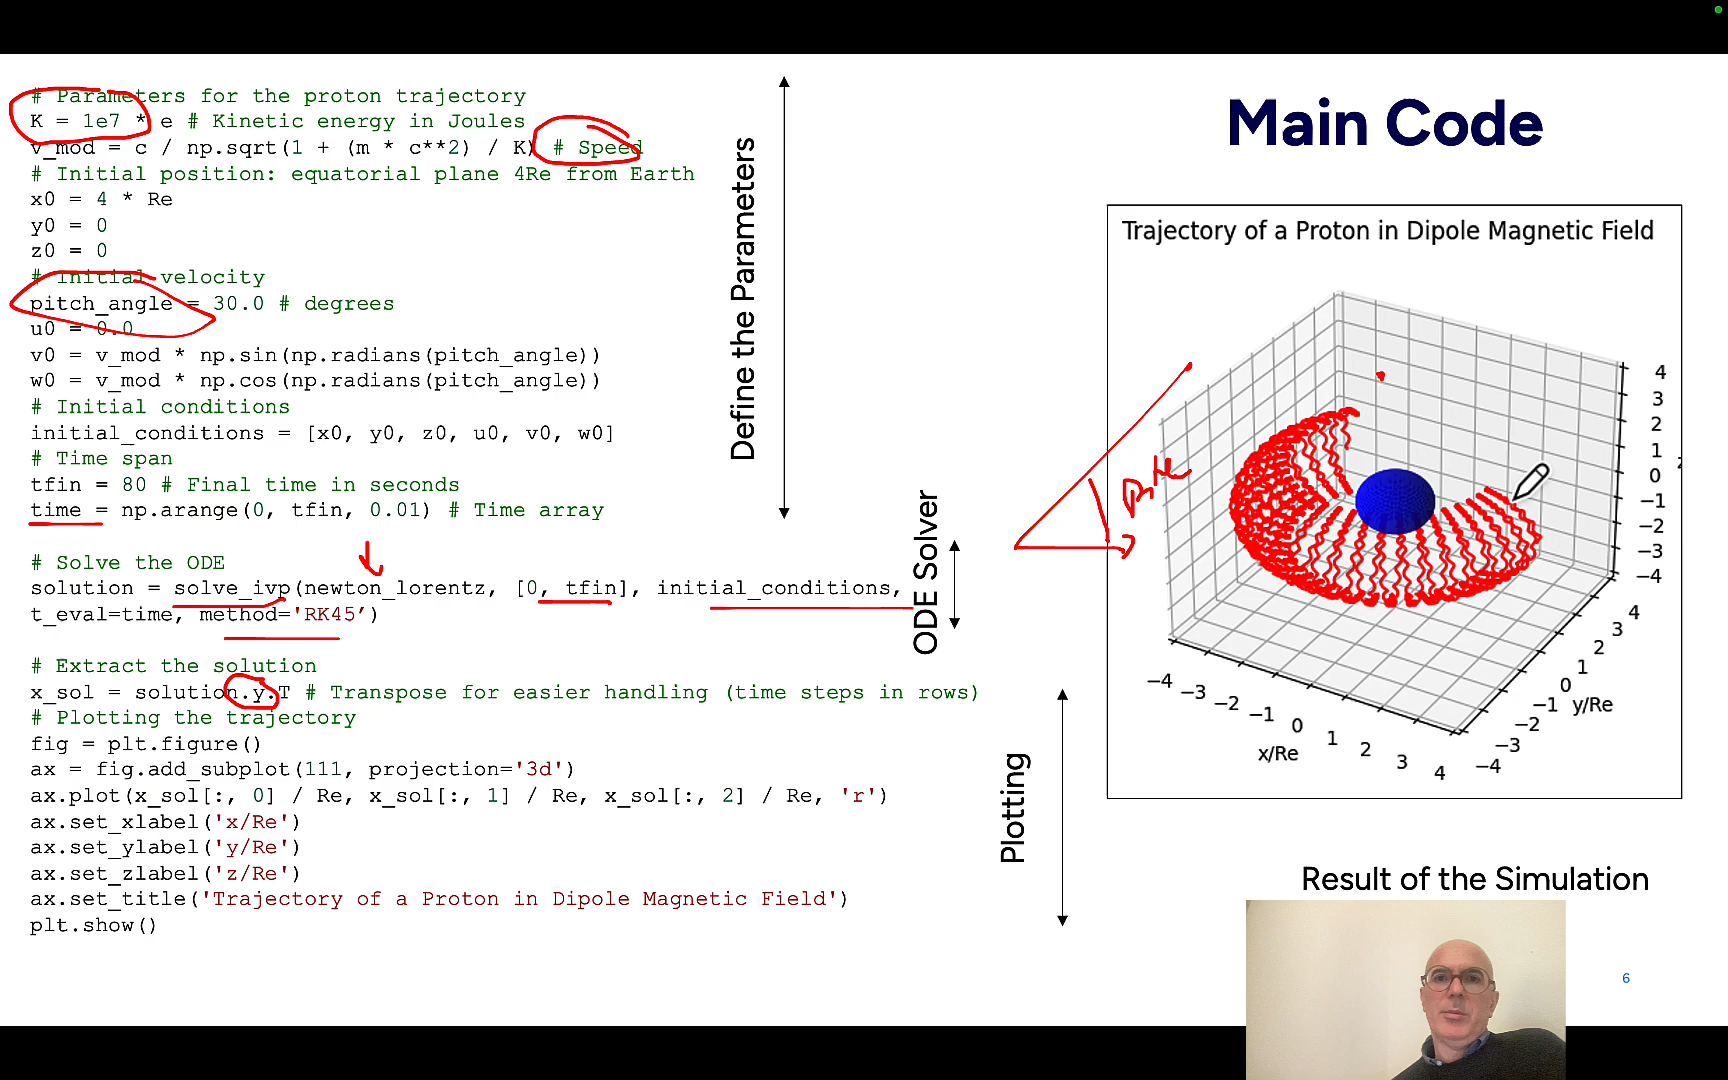 # Parameters for the proton trajectory
K = 1e7 * e # Kinetic energy in Joules
v_mod = c / np.sqrt(1 + (m * c**2) / K) # Speed
# Initial position: equatorial plane 4Re from Earth
x0 = 4 * Re
y0 = 0
z0 = 0
# Initial velocity
pitch_angle = 30.0 # degrees
u0 = 0.0
v0 = v_mod * np.sin(np.radians(pitch_angle))
w0 = v_mod * np.cos(np.radians(pitch_angle))
# Initial conditions
initial_conditions = [x0, y0, z0, u0, v0, w0]
# Time span
tfin = 80 # Final time in seconds
time = np.arange(0, tfin, 0.01) # Time array
# Solve the ODE
solution = solve_ivp(newton_lorentz, [0, tfin], initial_conditions,
t_eval=time, method='RK45’)
# Extract the solution
x_sol = solution.y.T # Transpose for easier handling (time steps in rows)
# Plotting the trajectory
fig = plt.figure()
ax = fig.add_subplot(111, projection='3d')
ax.plot(x_sol[:, 0] / Re, x_sol[:, 1] / Re, x_sol[:, 2] / Re, 'r')
ax.set_xlabel('x/Re')
ax.set_ylabel('y/Re')
ax.set_zlabel('z/Re')
ax.set_title('Trajectory of a Proton in Dipole Magnetic Field')
plt.show()
Define the Parameters
ODE Solver
Plotting
Main Code
Trajectory of a Proton in Dipole Magnetic Field
4
3
2
1
0
−1
−2
−3
−4
4
3
2
1
0
−1
−2
−3
−4
y/Re
−4 −3 −2 −1 0 1 2 3 4
x/Re
Result of the Simulation
6